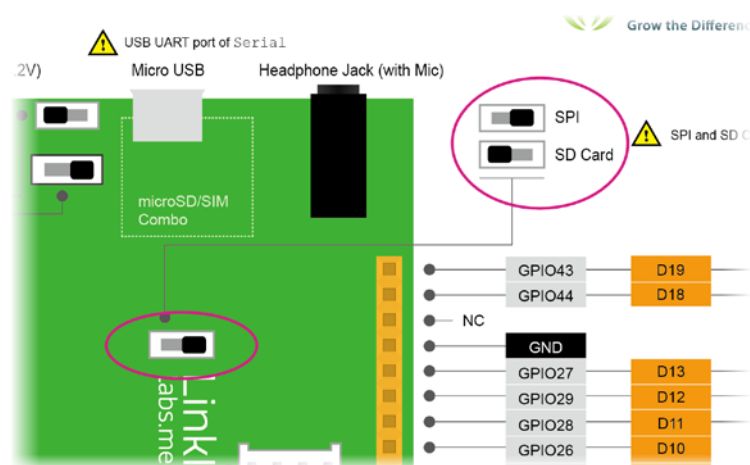 Grow the Differenc
USB UART port of Serial
.2V)
Micro USB
Headphone Jack (with Mic)
SPI
SD Card
SPI and SD C
microSD/SIM
Combo
GPIO43
D19
GPIO44
D18
NC
GND
GPIO27
D13
GPIO29
D12
GPIO28
D11
GPIO26
D10
LinkI
abs.me